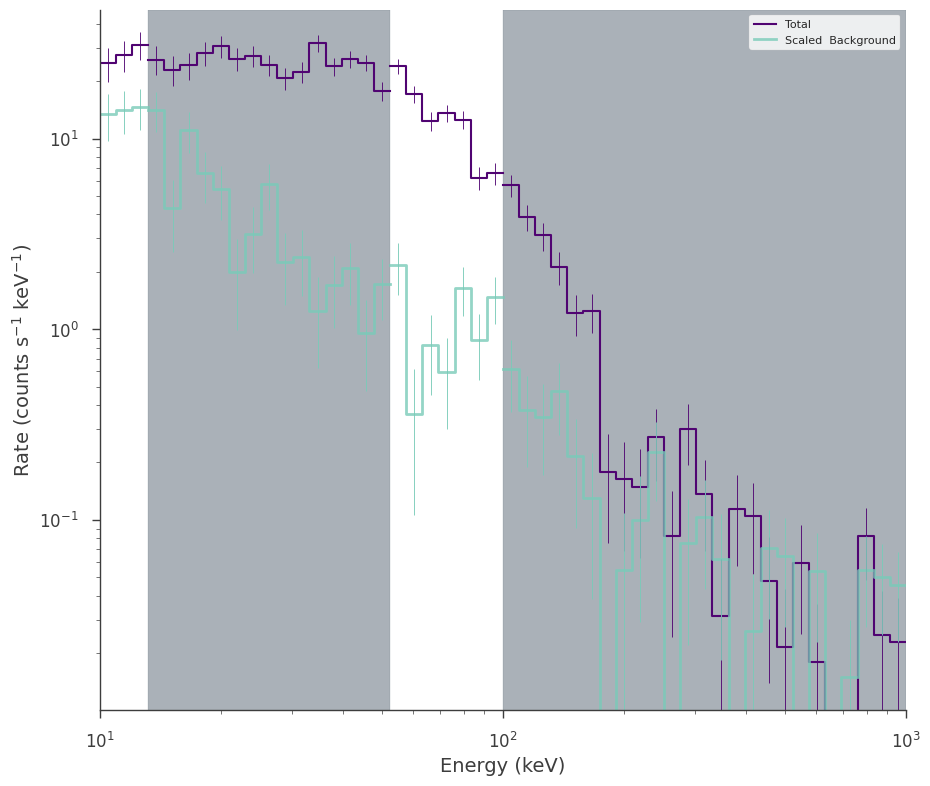 Total
Scaled  Background
Rate (counts s⁻¹ keV⁻¹)
10¹
10⁰
10⁻¹
10¹
10²
10³
Energy (keV)